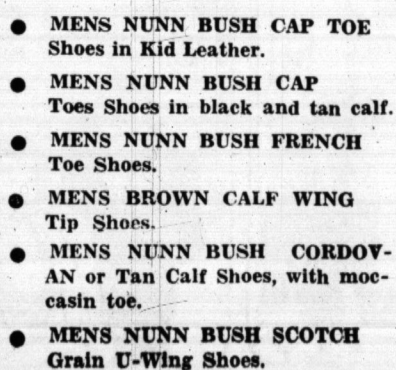 ● MENS NUNN BUSH CAP TOE
Shoes in Kid Leather.
● MENS NUNN BUSH CAP
Toes Shoes in black and tan calf.
● MENS NUNN BUSH FRENCH
Toe Shoes.
● MENS BROWN CALF WING
Tip Shoes.
● MENS NUNN BUSH CORDOV-
AN or Tan Calf Shoes, with moc-
casin toe.
● MENS NUNN BUSH SCOTCH
Grain U-Wing Shoes.